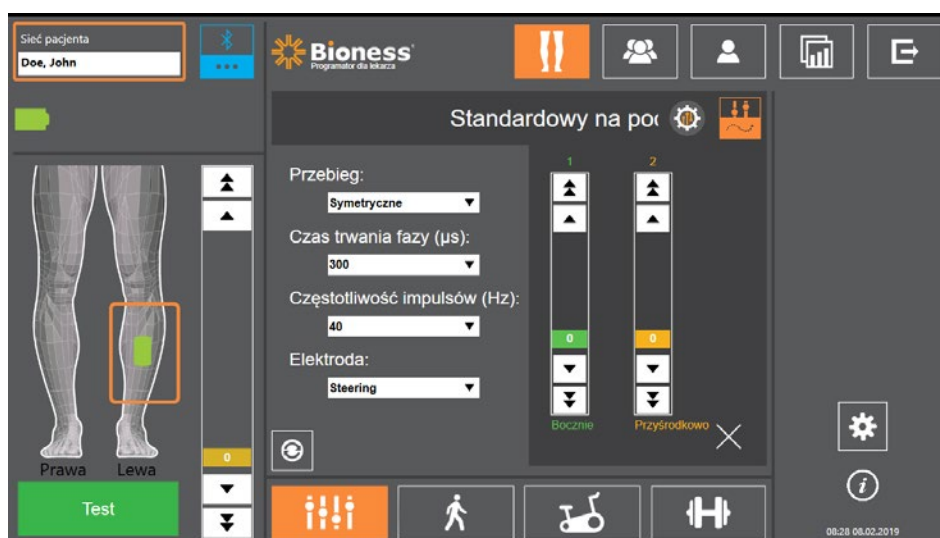 Sieć pacjenta
Doe, John
Bioness
Programator dla lekarza
Standardowy na poc
Przebieg:
Symetryczne
Czas trwania fazy (µs):
300
Częstotliwość impulsów (Hz):
40
Elektroda:
Steering
1
2
0
0
Bocznie
Przyśrodkowo
Prawa
Lewa
0
Test
08:28 08.02.2019